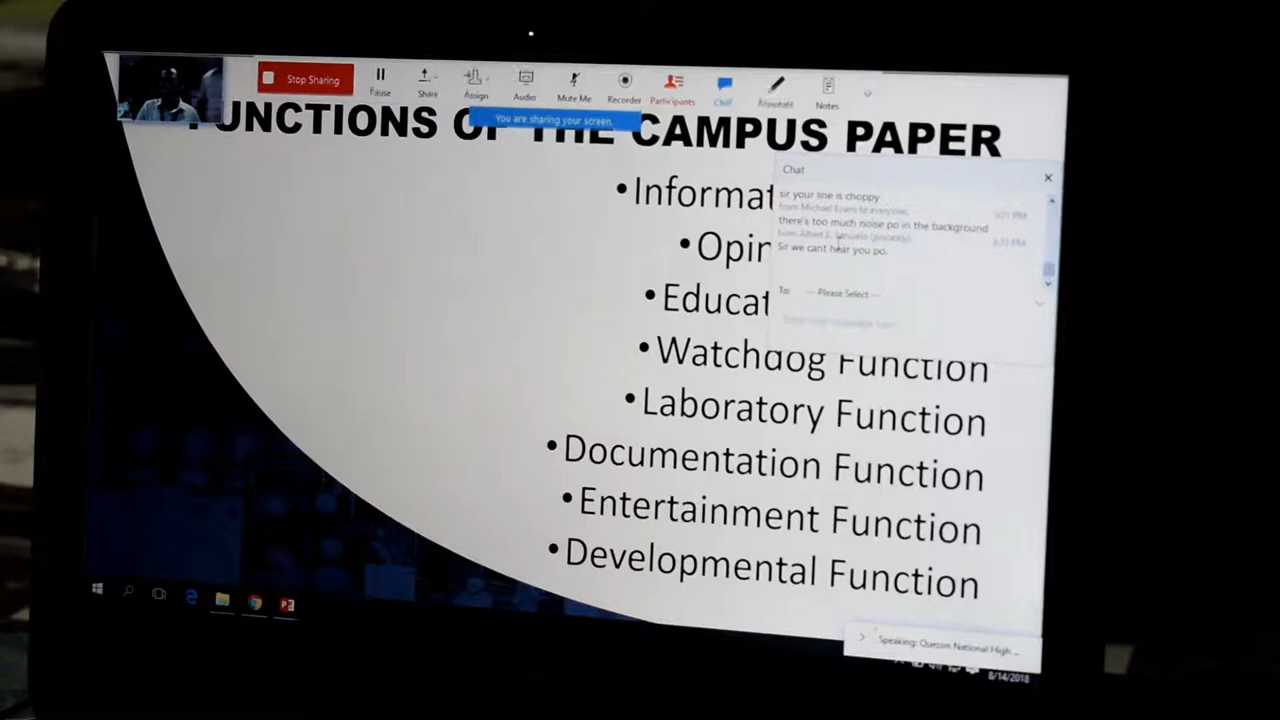 Stop Sharing
Pause
Share
Assign
Audio
Mute Me
Recorder
Participants
Chat
Annotate
Notes
You are sharing your screen.
FUNCTIONS OF THE CAMPUS PAPER
Chat
sir your line is choppy
from Michael Evans to everyone:
there's too much noise po in the background
Sir we cant hear you po.
To: --- Please Select ---
• Informat
• Opin
• Educat
• Watchdog Function
• Laboratory Function
• Documentation Function
• Entertainment Function
• Developmental Function
Speaking: Quezon National High ...
8/14/2018